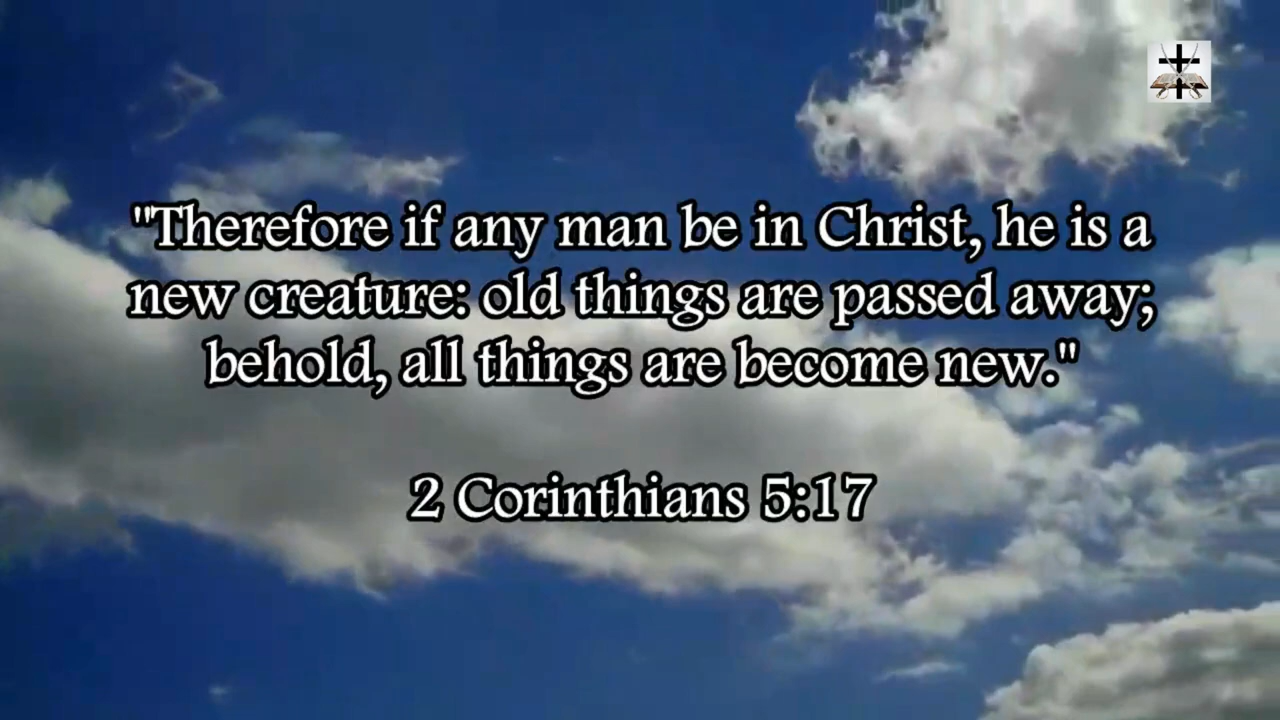 "Therefore if any man be in Christ, he is a
new creature: old things are passed away;
behold, all things are become new."
2 Corinthians 5:17